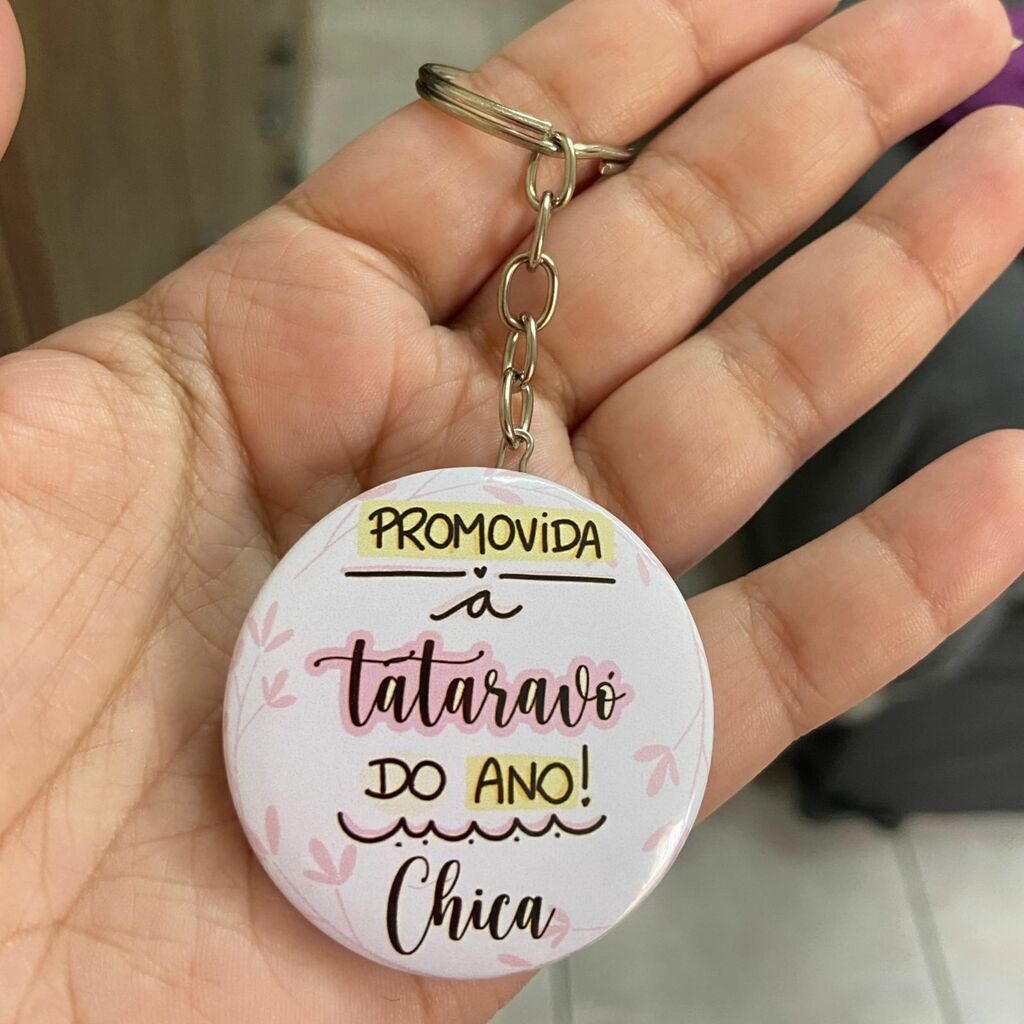 PROMOViDA
a
tataravó
DO ANO!
Chica